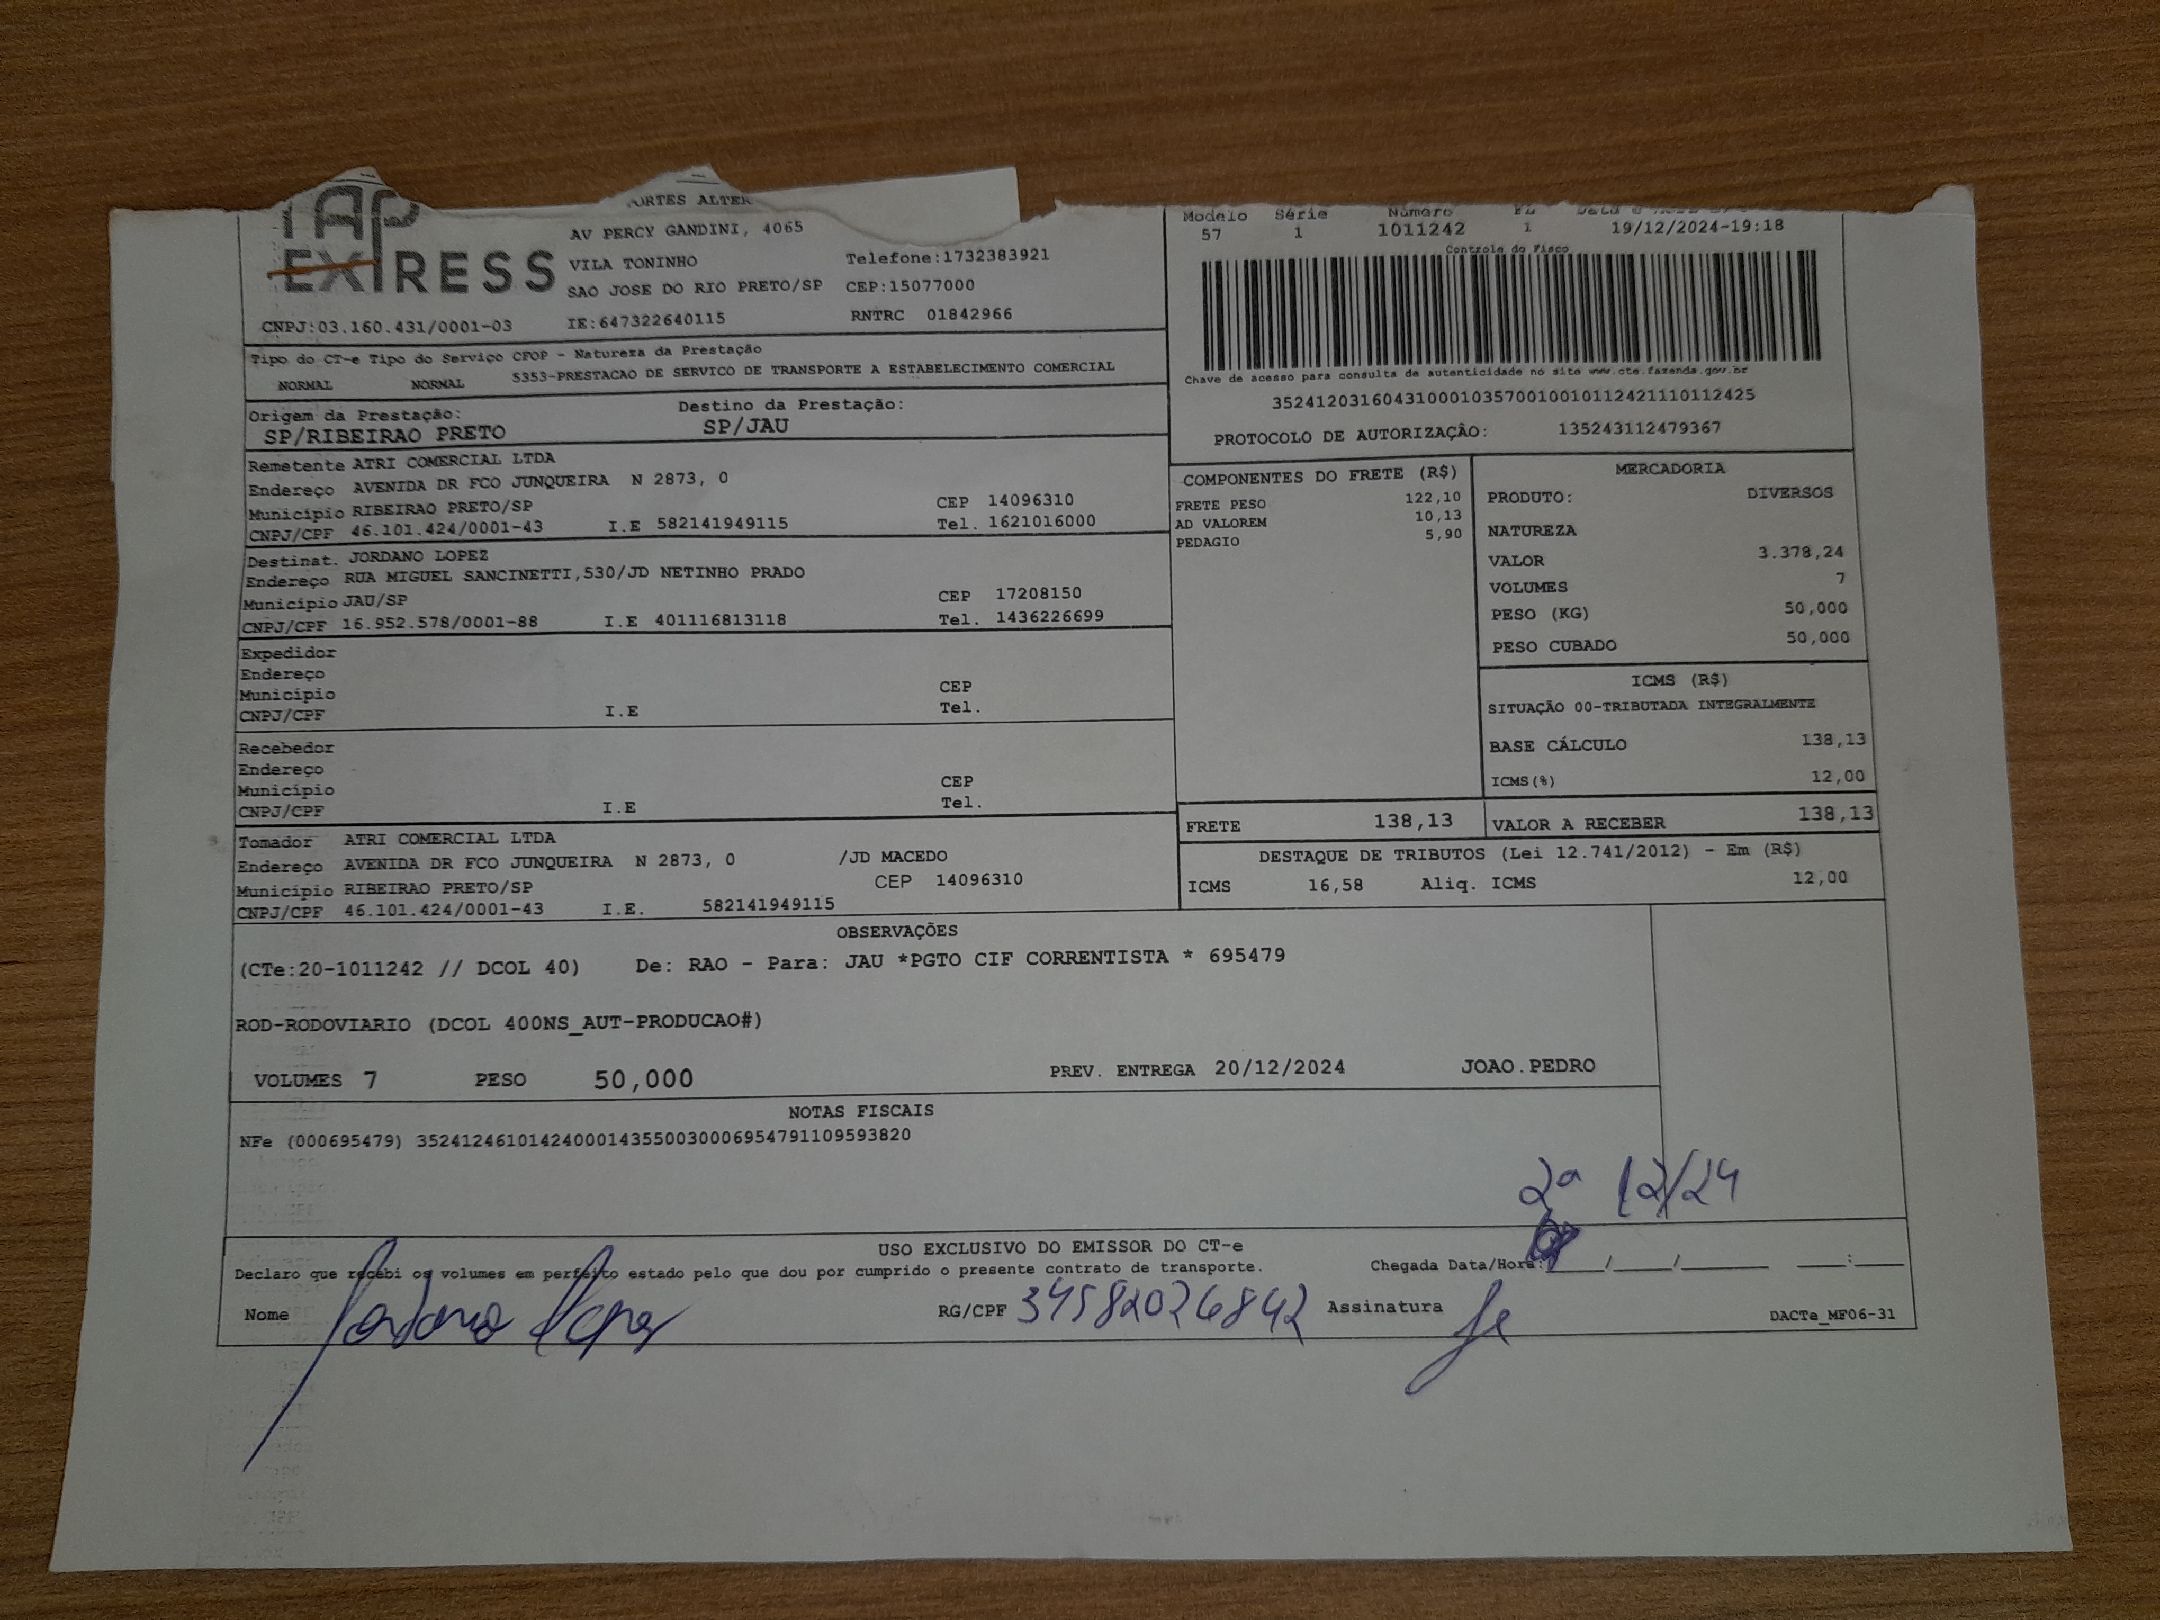 TAP
EXPRESS
AV PERCY GANDINI, 4065
VILA TONINHO Telefone:1732383921
SAO JOSE DO RIO PRETO/SP CEP:15077000
CNPJ:03.160.431/0001-03 IE:647322640115 RNTRC 01842966
Modelo Série Número
57 1 1011242 1 19/12/2024-19:18
Controle do Fisco
Chave de acesso para consulta de autenticidade no site www.cte.fazenda.gov.br
35241203160431000103570010010112421110112425
PROTOCOLO DE AUTORIZAÇÃO: 135243112479367
Tipo do CT-e Tipo do Serviço CFOP - Natureza da Prestação
NORMAL NORMAL 5353-PRESTACAO DE SERVICO DE TRANSPORTE A ESTABELECIMENTO COMERCIAL
Origem da Prestação: Destino da Prestação:
SP/RIBEIRAO PRETO SP/JAU
Remetente ATRI COMERCIAL LTDA
Endereço AVENIDA DR FCO JUNQUEIRA N 2873, 0
Município RIBEIRAO PRETO/SP CEP 14096310
CNPJ/CPF 46.101.424/0001-43 I.E 582141949115 Tel. 1621016000
Destinat. JORDANO LOPEZ
Endereço RUA MIGUEL SANCINETTI,530/JD NETINHO PRADO
Município JAU/SP CEP 17208150
CNPJ/CPF 16.952.578/0001-88 I.E 401116813118 Tel. 1436226699
Expedidor
Endereço
Município CEP
CNPJ/CPF I.E Tel.
Recebedor
Endereço
Município CEP
CNPJ/CPF I.E Tel.
Tomador ATRI COMERCIAL LTDA
Endereço AVENIDA DR FCO JUNQUEIRA N 2873, 0 /JD MACEDO
Município RIBEIRAO PRETO/SP CEP 14096310
CNPJ/CPF 46.101.424/0001-43 I.E. 582141949115
COMPONENTES DO FRETE (R$)
FRETE PESO 122,10
AD VALOREM 10,13
PEDAGIO 5,90
MERCADORIA
PRODUTO: DIVERSOS
NATUREZA
VALOR 3.378,24
VOLUMES 7
PESO (KG) 50,000
PESO CUBADO 50,000
ICMS (R$)
SITUAÇÃO 00-TRIBUTADA INTEGRALMENTE
BASE CÁLCULO 138,13
ICMS(%) 12,00
FRETE 138,13 VALOR A RECEBER 138,13
DESTAQUE DE TRIBUTOS (Lei 12.741/2012) - Em (R$)
ICMS 16,58 Aliq. ICMS 12,00
OBSERVAÇÕES
(CTe:20-1011242 // DCOL 40) De: RAO - Para: JAU *PGTO CIF CORRENTISTA * 695479
ROD-RODOVIARIO (DCOL 400NS_AUT-PRODUCAO#)
VOLUMES 7 PESO 50,000 PREV. ENTREGA 20/12/2024 JOAO.PEDRO
NOTAS FISCAIS
NFe (000695479) 35241246101424000143550030006954791109593820
12/24
USO EXCLUSIVO DO EMISSOR DO CT-e
Declaro que recebi os volumes em perfeito estado pelo que dou por cumprido o presente contrato de transporte. Chegada Data/Hora: / / :
Nome Jordano Lopez RG/CPF 34582026842 Assinatura DACTe_MF06-31